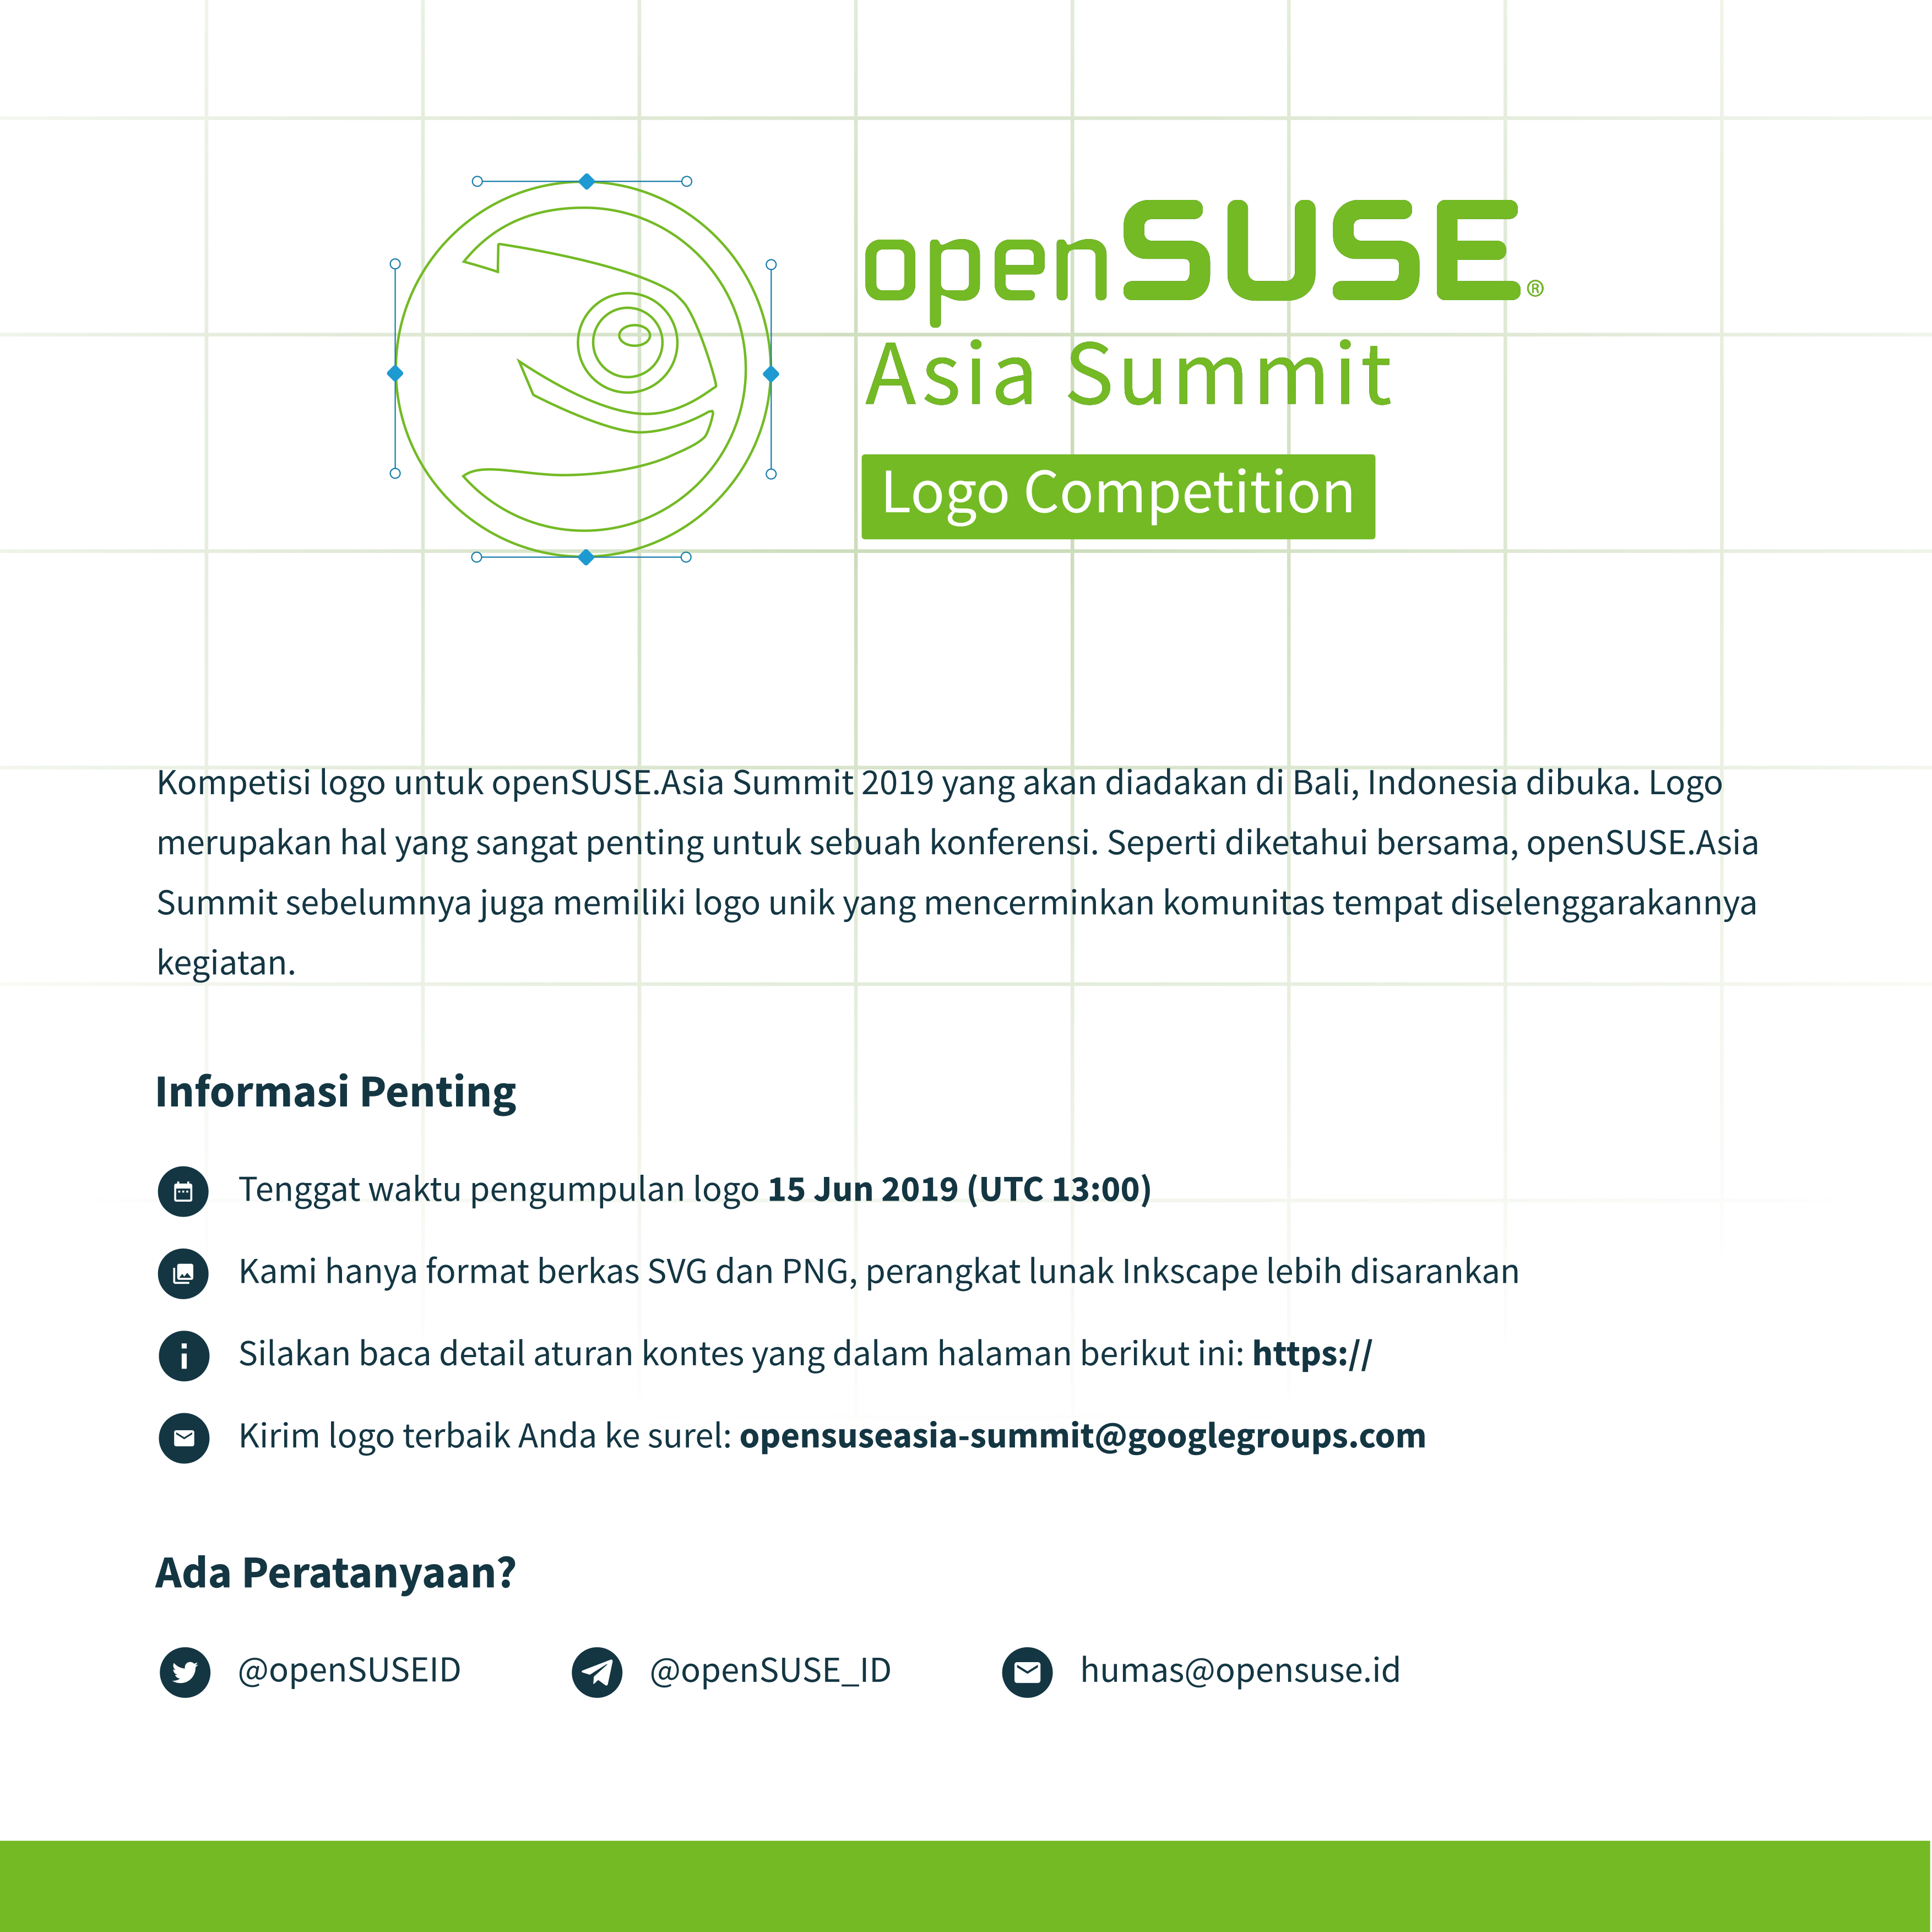 openSUSE®
Asia Summit
Logo Competition
Kompetisi logo untuk openSUSE.Asia Summit 2019 yang akan diadakan di Bali, Indonesia dibuka. Logo
merupakan hal yang sangat penting untuk sebuah konferensi. Seperti diketahui bersama, openSUSE.Asia
Summit sebelumnya juga memiliki logo unik yang mencerminkan komunitas tempat diselenggarakannya
kegiatan.
Informasi Penting
Tenggat waktu pengumpulan logo 15 Jun 2019 (UTC 13:00)
Kami hanya format berkas SVG dan PNG, perangkat lunak Inkscape lebih disarankan
Silakan baca detail aturan kontes yang dalam halaman berikut ini: https://
Kirim logo terbaik Anda ke surel: opensuseasia-summit@googlegroups.com
Ada Peratanyaan?
@openSUSEID @openSUSE_ID humas@opensuse.id